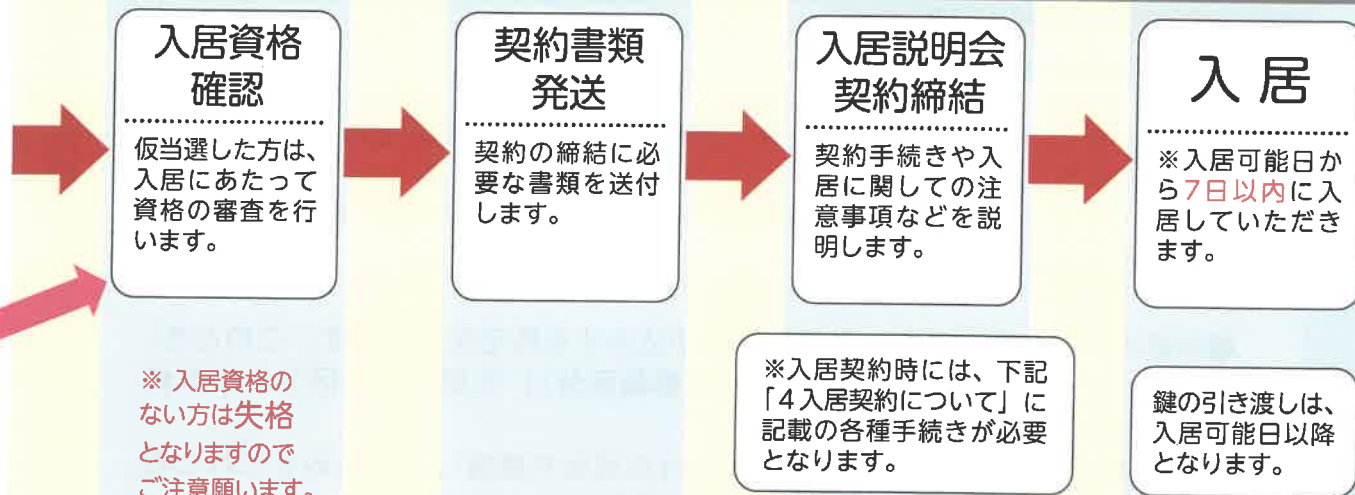 入居資格
確認
仮当選した方は、
入居にあたって
資格の審査を行
います。
※入居資格の
ない方は失格
となりますので
ご注意願います。
契約書類
発送
契約の締結に必
要な書類を送付
します。
入居説明会
契約締結
契約手続きや入
居に関しての注
意事項などを説
明します。
※入居契約時には、下記
「4入居契約について」に
記載の各種手続きが必要
となります。
入居
※入居可能日か
ら7日以内に入
居していただき
ます。
鍵の引き渡しは、
入居可能日以降
となります。